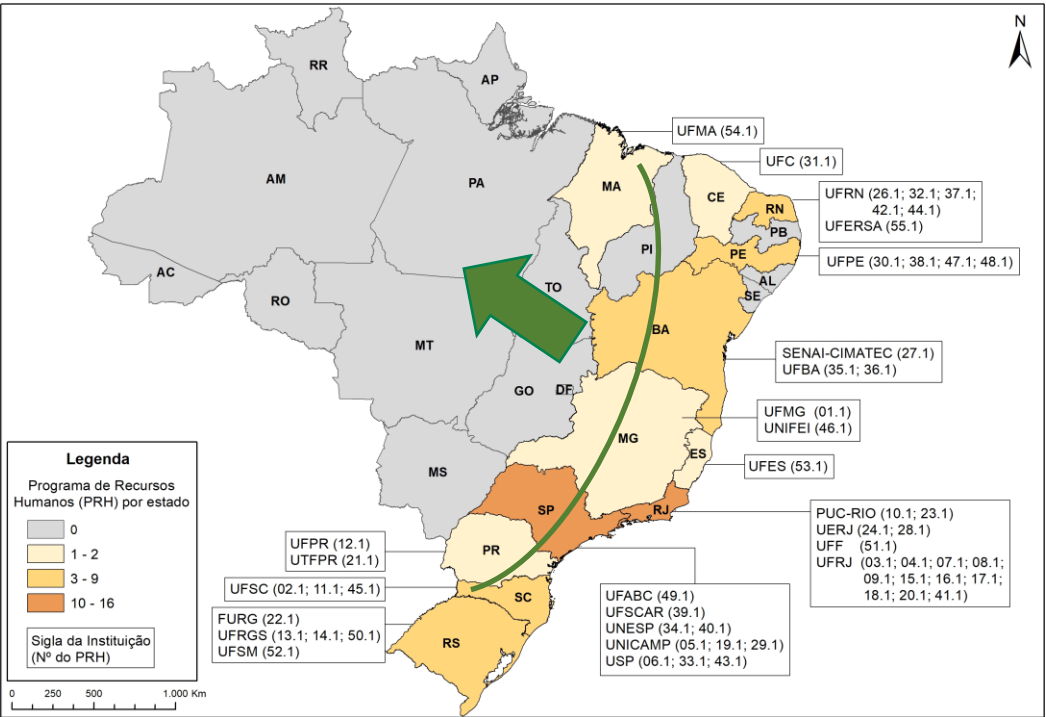 N
RR
AP
AM
PA
MA
CE
RN
PB
PI
PE
AL
SE
AC
RO
TO
BA
MT
GO
DF
MG
ES
MS
SP
RJ
PR
SC
RS
UFMA (54.1)
UFC (31.1)
UFRN (26.1; 32.1; 37.1;
42.1; 44.1)
UFERSA (55.1)
UFPE (30.1; 38.1; 47.1; 48.1)
SENAI-CIMATEC (27.1)
UFBA (35.1; 36.1)
UFMG (01.1)
UNIFEI (46.1)
UFES (53.1)
PUC-RIO (10.1; 23.1)
UERJ (24.1; 28.1)
UFF (51.1)
UFRJ (03.1; 04.1; 07.1; 08.1;
09.1; 15.1; 16.1; 17.1;
18.1; 20.1; 41.1)
UFABC (49.1)
UFSCAR (39.1)
UNESP (34.1; 40.1)
UNICAMP (05.1; 19.1; 29.1)
USP (06.1; 33.1; 43.1)
UFPR (12.1)
UTFPR (21.1)
UFSC (02.1; 11.1; 45.1)
FURG (22.1)
UFRGS (13.1; 14.1; 50.1)
UFSM (52.1)
Legenda
Programa de Recursos
Humanos (PRH) por estado
0
1 - 2
3 - 9
10 - 16
Sigla da Instituição
(Nº do PRH)
0 250 500 1.000 Km